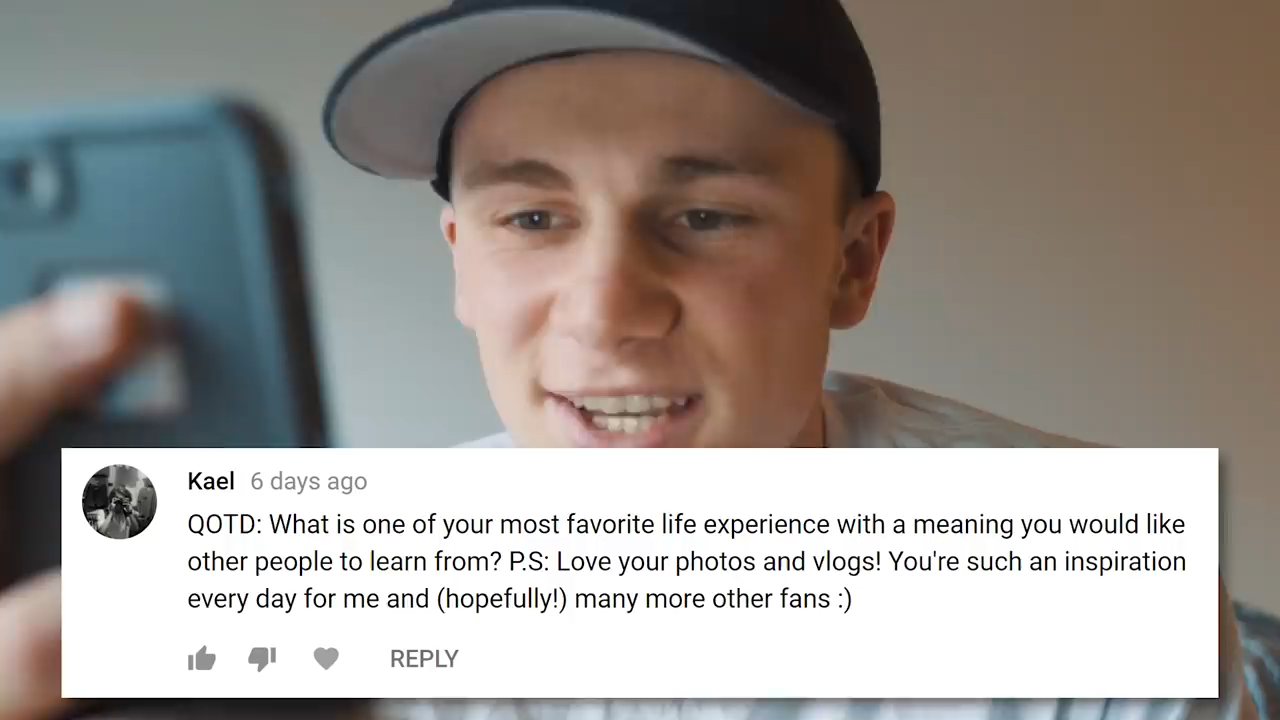 Kael 6 days ago
QOTD: What is one of your most favorite life experience with a meaning you would like
other people to learn from? P.S: Love your photos and vlogs! You're such an inspiration
every day for me and (hopefully!) many more other fans :)
REPLY